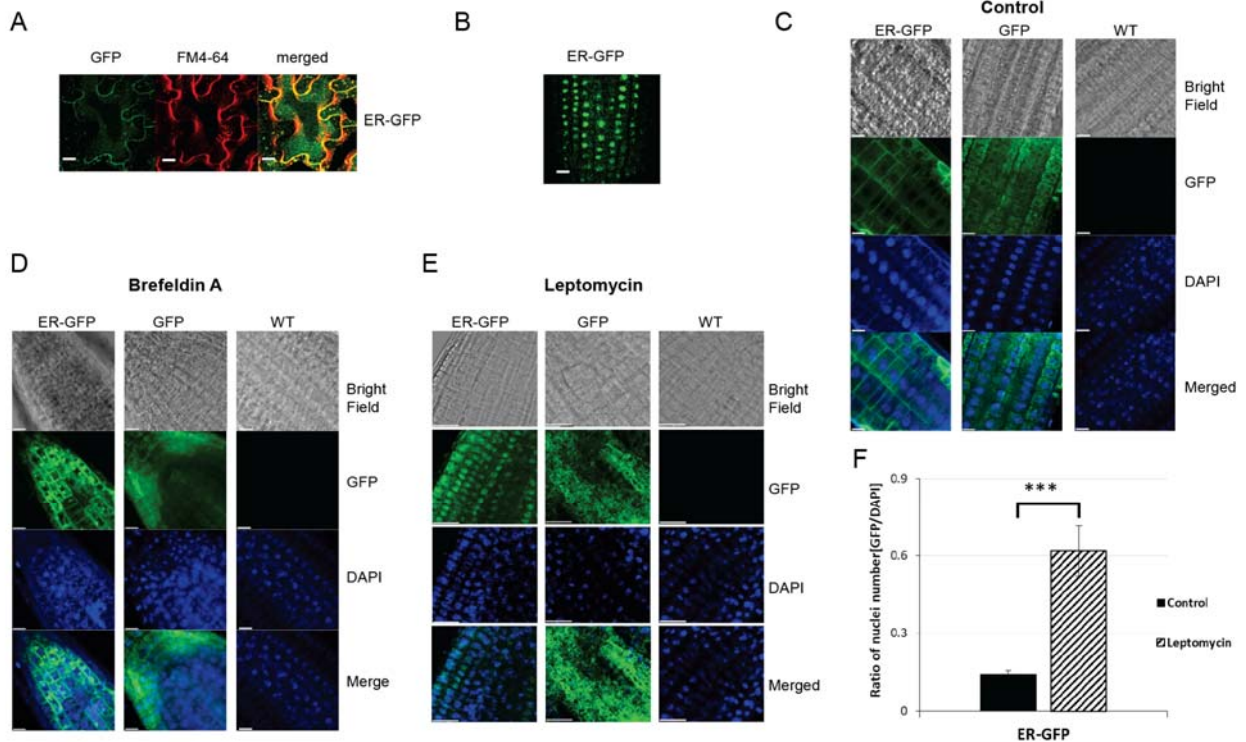 A
GFP FM4-64 merged
ER-GFP
B
ER-GFP
C
Control
ER-GFP GFP WT
Bright
Field
GFP
DAPI
Merged
D
Brefeldin A
ER-GFP GFP WT
Bright
Field
GFP
DAPI
Merge
E
Leptomycin
ER-GFP GFP WT
Bright
Field
GFP
DAPI
Merged
F
Ratio of nuclei number[GFP/DAPI]
0.9
0.6
0.3
0
***
Control
Leptomycin
ER-GFP